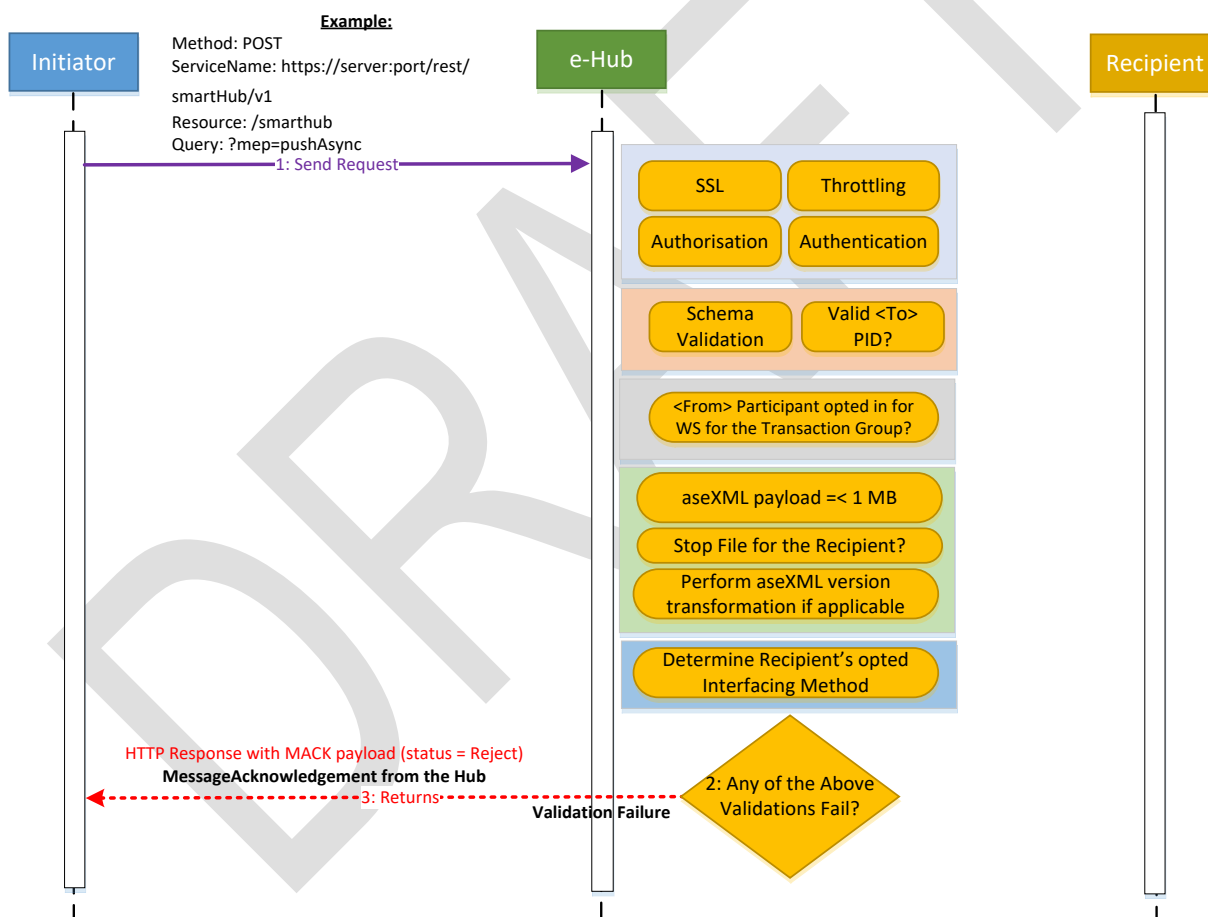 Example:
Initiator
Method: POST
ServiceName: https://server:port/rest/
smartHub/v1
Resource: /smarthub
Query: ?mep=pushAsync
e-Hub
Recipient
1: Send Request
SSL
Throttling
Authorisation
Authentication
Schema
Validation
Valid <To>
PID?
<From> Participant opted in for
WS for the Transaction Group?
aseXML payload =< 1 MB
Stop File for the Recipient?
Perform aseXML version
transformation if applicable
Determine Recipient's opted
Interfacing Method
2: Any of the Above
Validations Fail?
HTTP Response with MACK payload (status = Reject)
MessageAcknowledgement from the Hub
3: Returns
Validation Failure
DRAFT